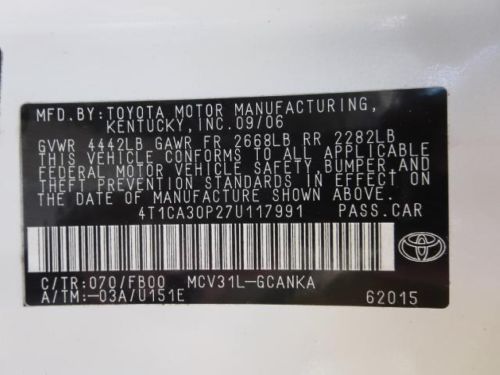 MFD.BY: TOYOTA MOTOR MANUFACTURING,
KENTUCKY, INC. 09/06
GVWR 4442LB GAWR FR 2668LB RR 2282LB
THIS VEHICLE CONFORMS TO ALL APPLICABLE
FEDERAL MOTOR VEHICLE SAFETY, BUMPER AND
THEFT PREVENTION STANDARDS IN EFFECT ON
THE DATE OF MANUFACTURE SHOWN ABOVE.
4T1CA30P27U117991 PASS.CAR
C/TR:070/FB00 MCV31L-GCANKA
A/TM:-03A/U151E 62015